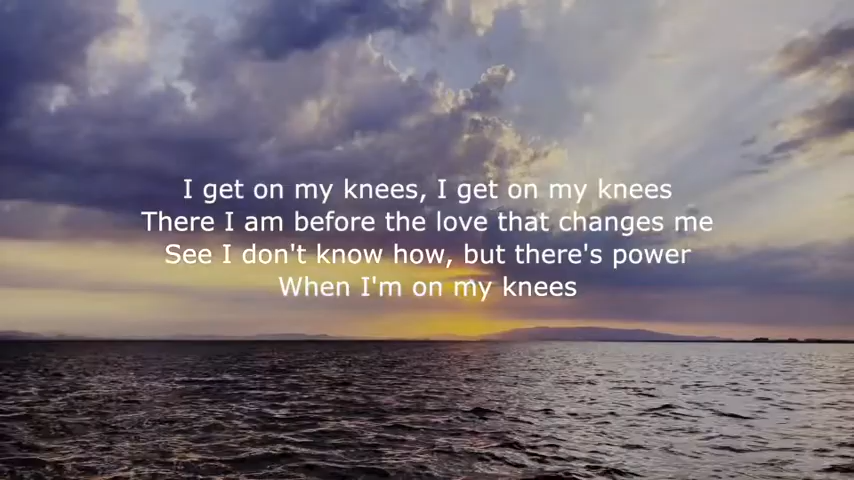 I get on my knees, I get on my knees
There I am before the love that changes me
See I don't know how, but there's power
When I'm on my knees